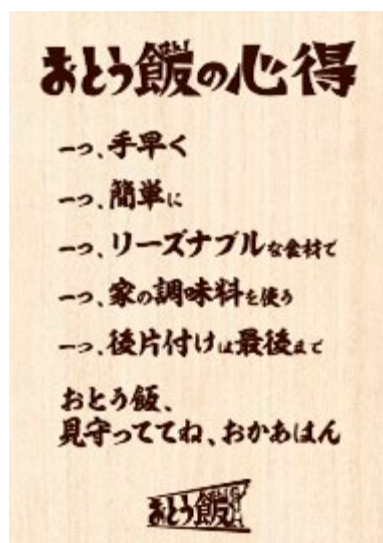 おとう飯の心得
一つ、手早く
一つ、簡単に
一つ、リーズナブルな食材で
一つ、家の調味料を使う
一つ、後片付けは最後まで
おとう飯、
見守っててね、おかあはん
おとう飯